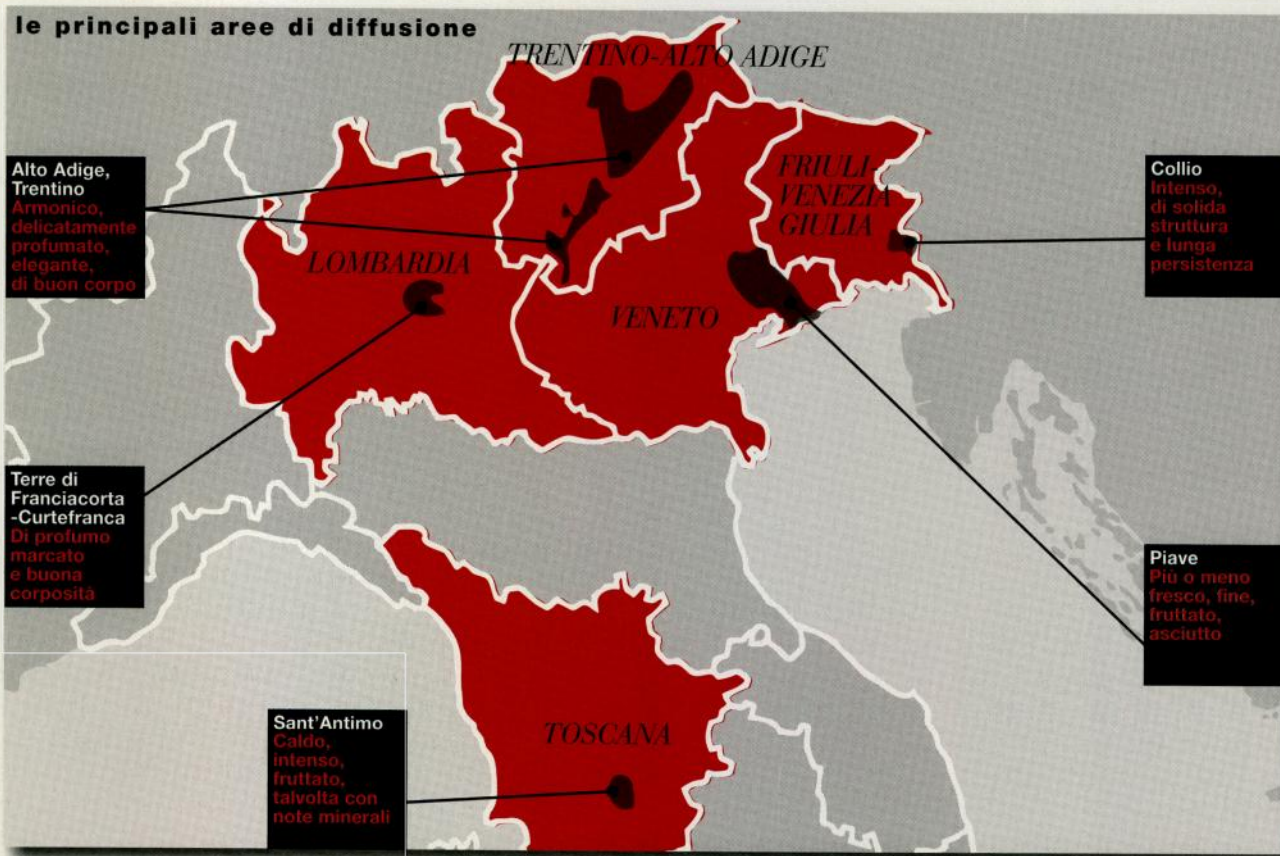 le principali aree di diffusione
TRENTINO-ALTO ADIGE
Alto Adige,
Trentino
Armonico,
delicatamente
profumato,
elegante,
di buon corpo
FRIULI
VENEZIA
GIULIA
Collio
Intenso,
di solida
struttura
e lunga
persistenza
LOMBARDIA
VENETO
Terre di
Franciacorta
-Curtefranca
Di profumo
marcato
e buona
corposità
Piave
Più o meno
fresco, fine,
fruttato,
asciutto
Sant'Antimo
Caldo,
intenso,
fruttato,
talvolta con
note minerali
TOSCANA